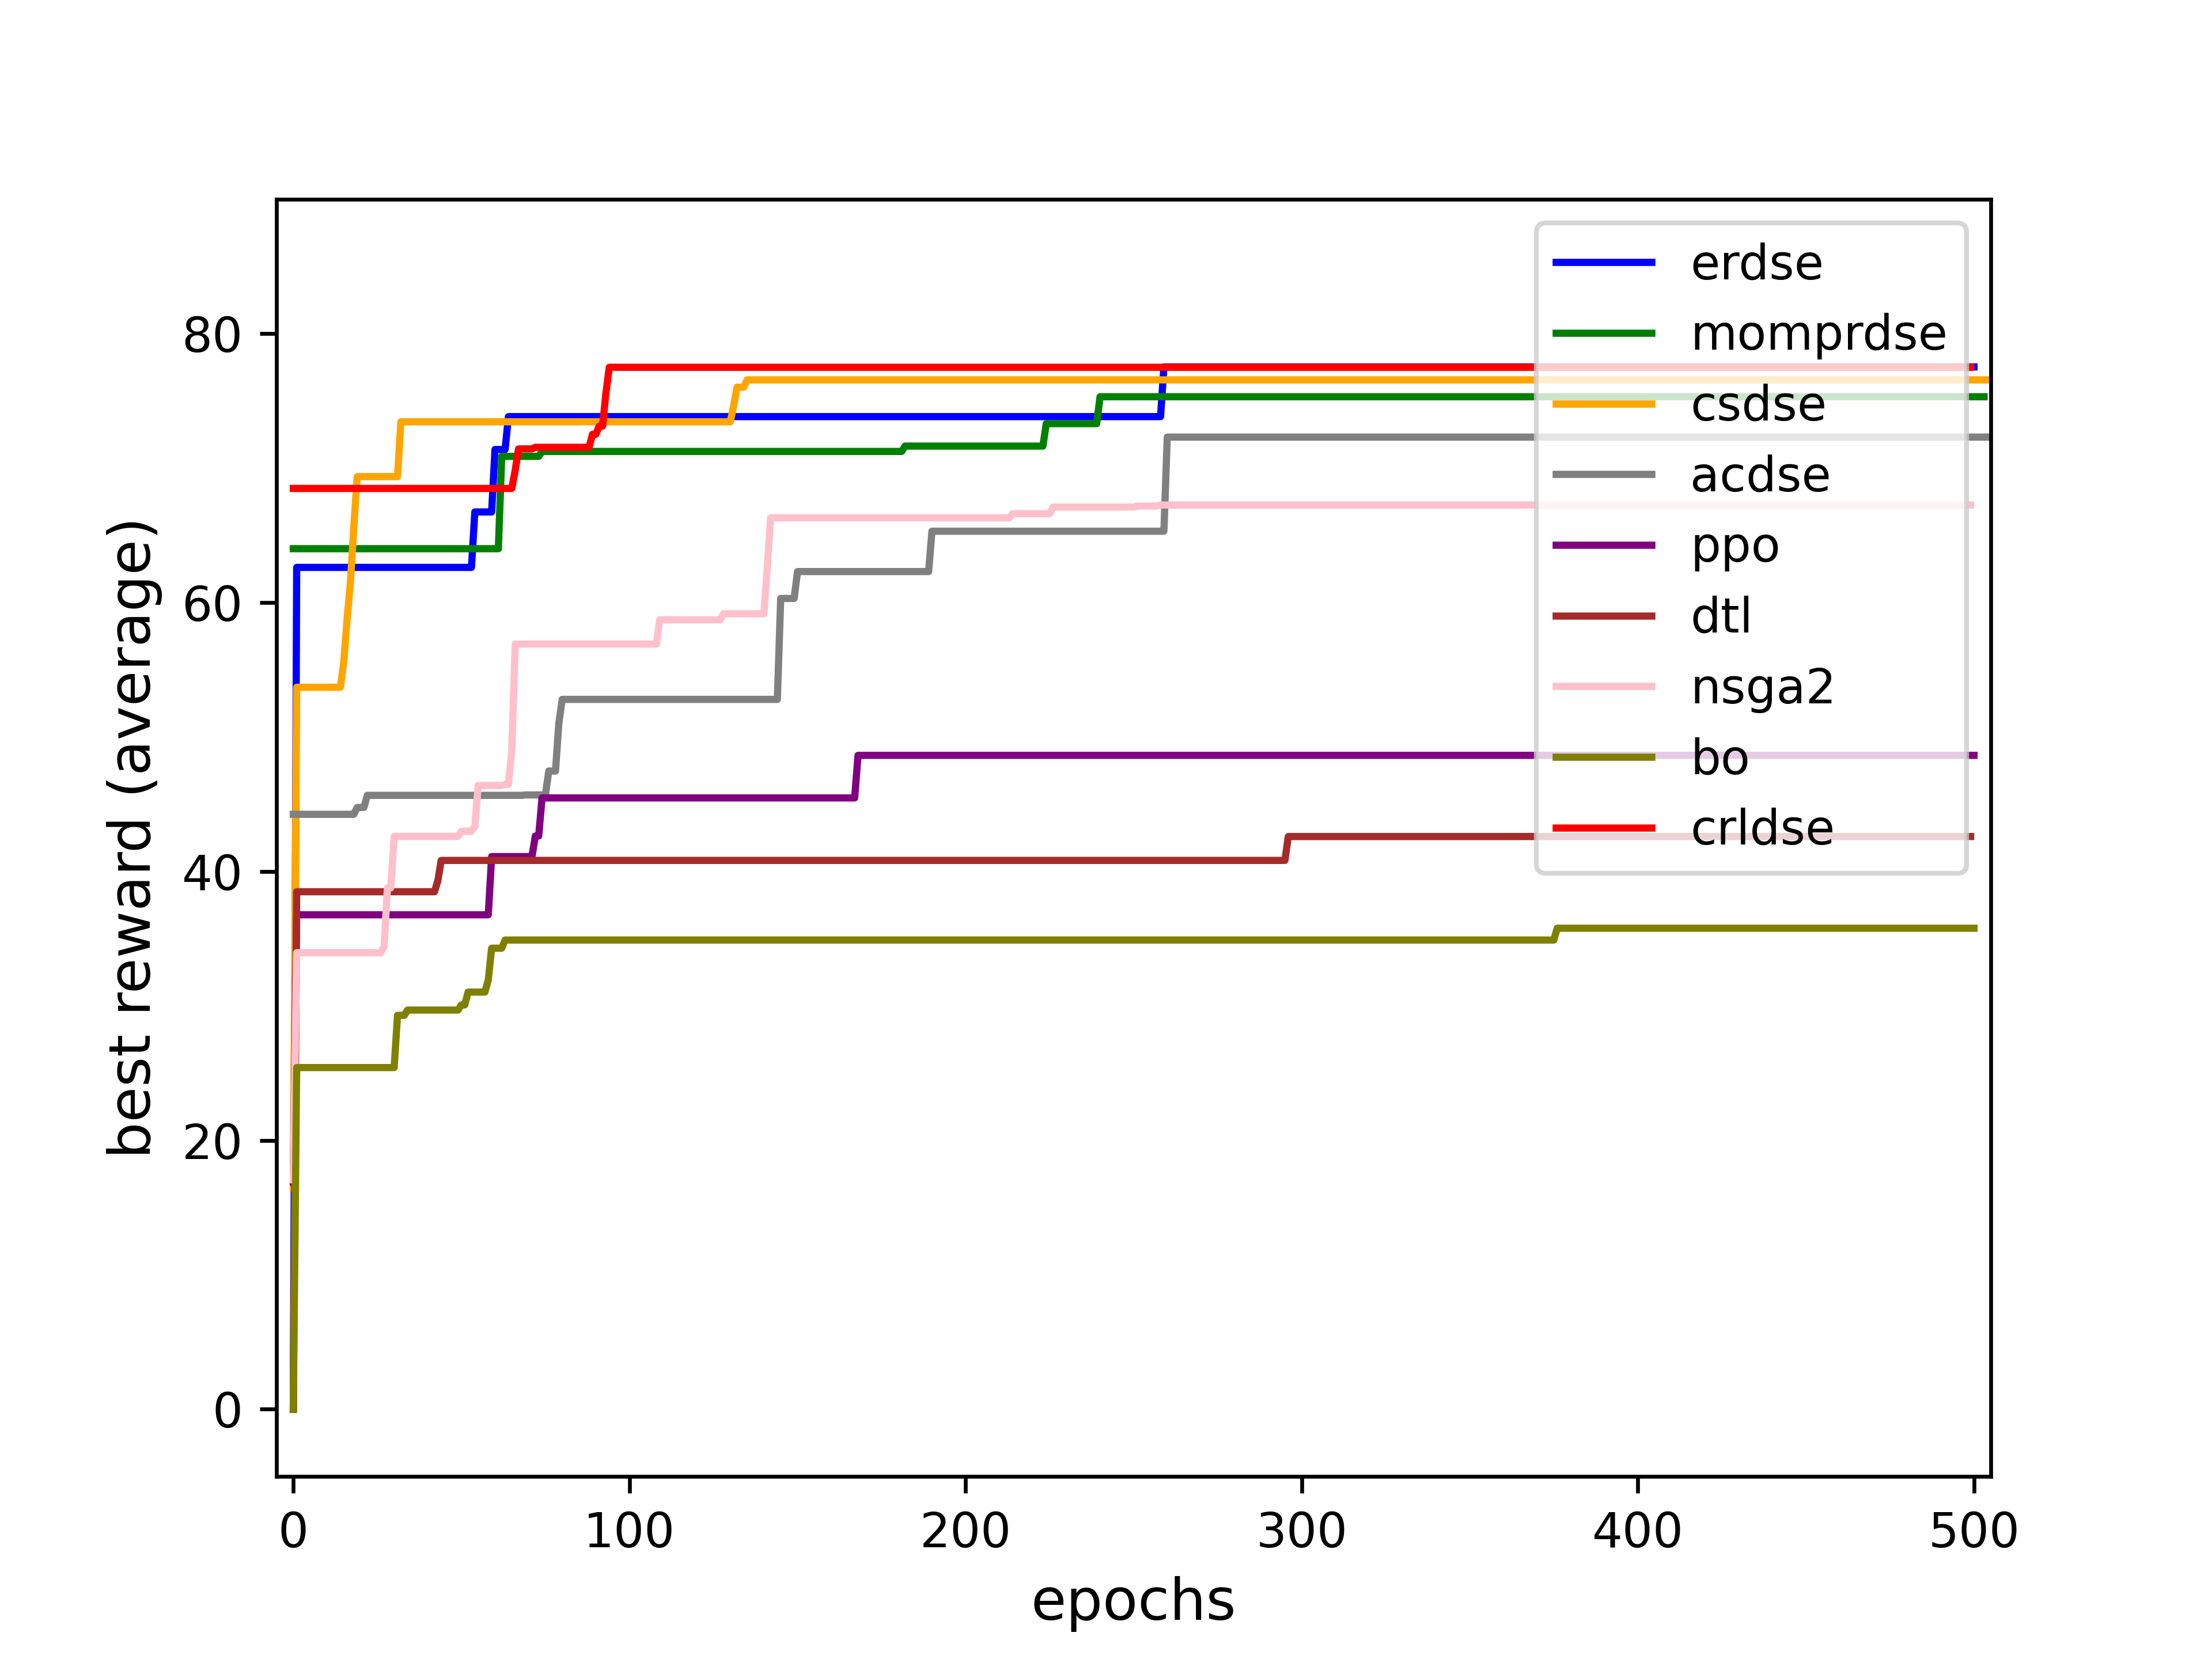 best reward (average)
80
60
40
20
0
erdse
momprdse
csdse
acdse
ppo
dtl
nsga2
bo
crldse
0 100 200 300 400 500
epochs